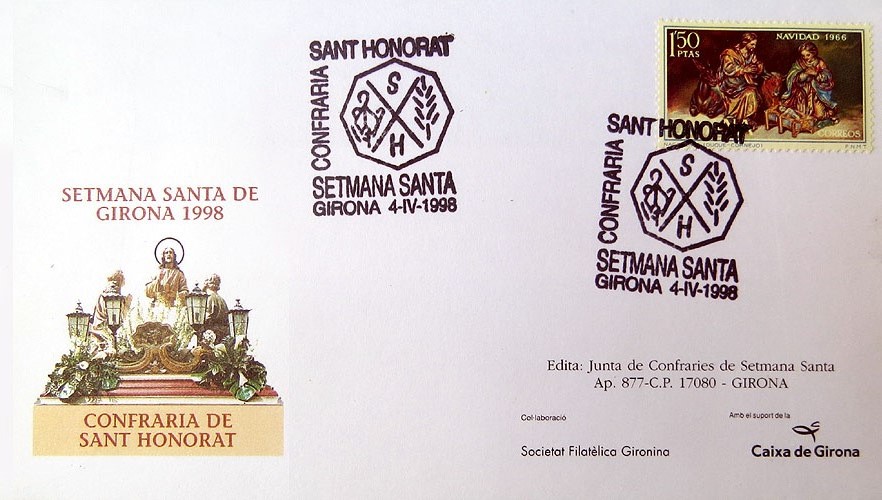 SANT HONORAT
CONFRARIA
S
H
SETMANA SANTA
GIRONA 4-IV-1998
1'50
PTAS
NAVIDAD 1966
CORREOS
F.N.M.T.
SANT HONORAT
CONFRARIA
S
H
SETMANA SANTA
GIRONA 4-IV-1998
SETMANA SANTA DE
GIRONA 1998
CONFRARIA DE
SANT HONORAT
Edita: Junta de Confraries de Setmana Santa
Ap. 877-C.P. 17080 - GIRONA
Col·laboració
Societat Filatèlica Gironina
Amb el suport de la
Caixa de Girona